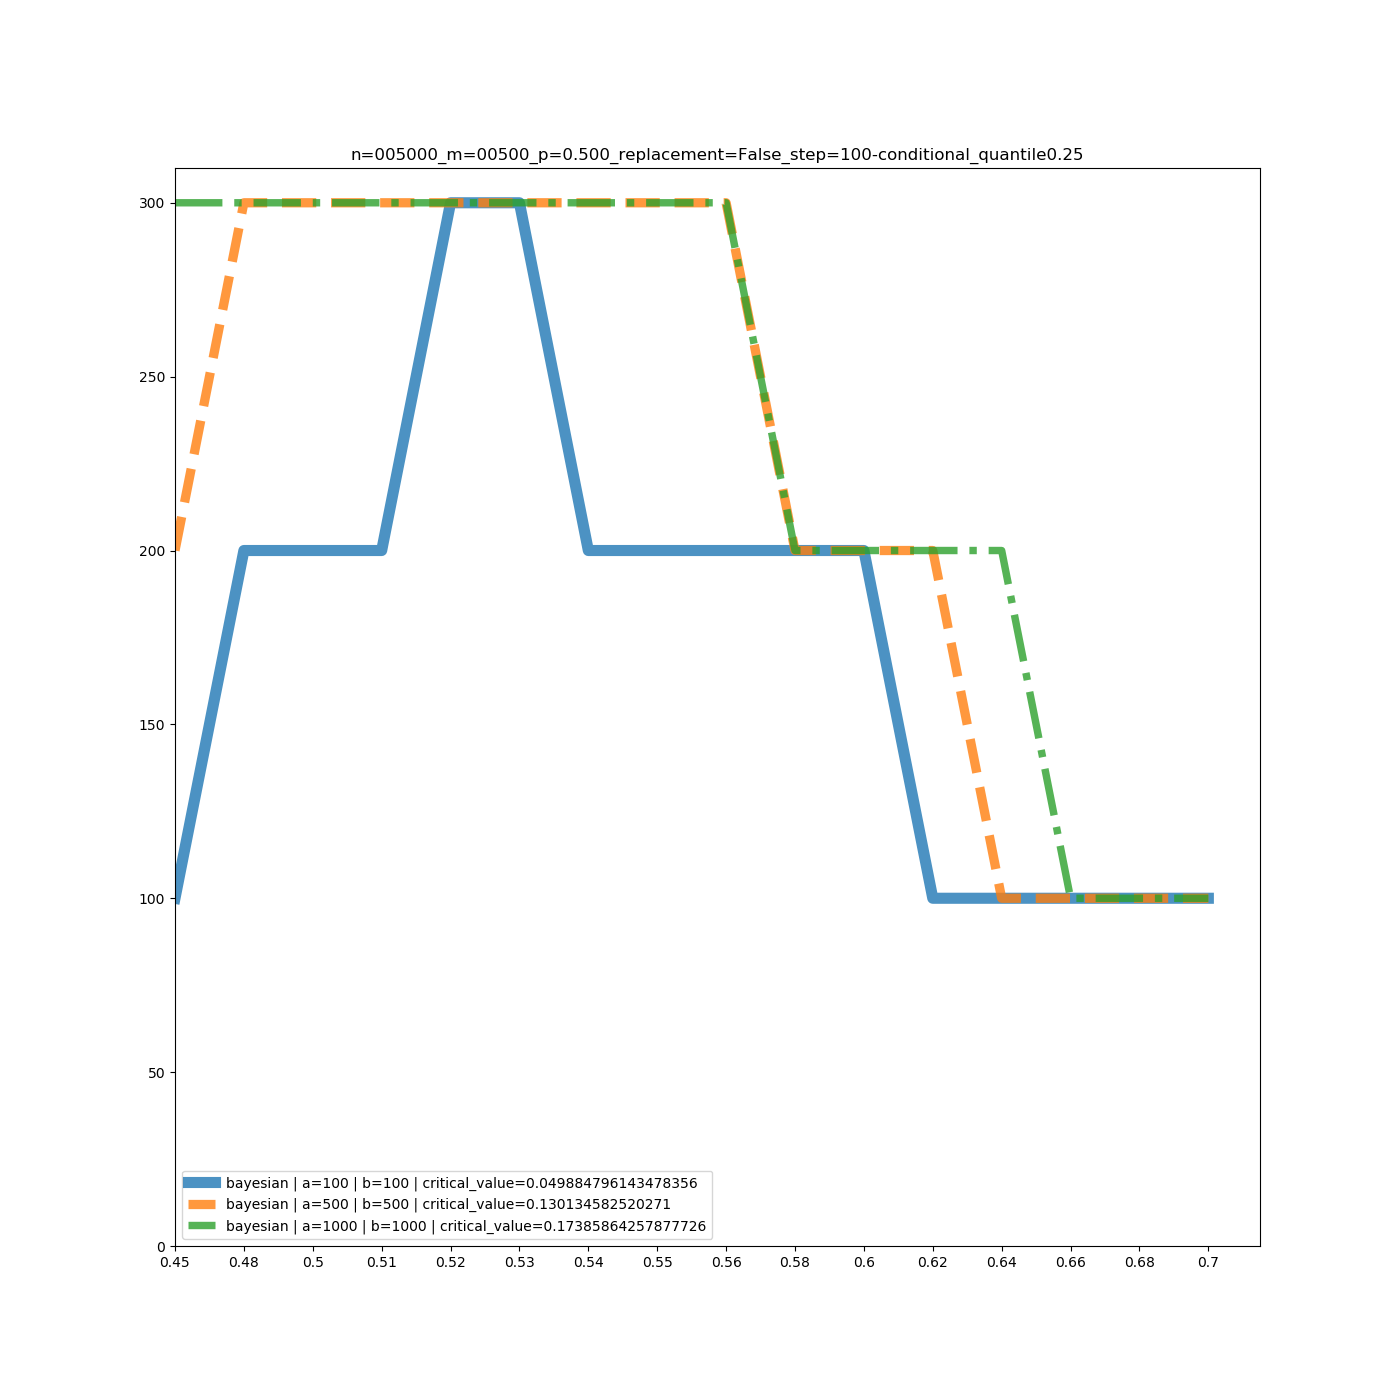 n=005000_m=00500_p=0.500_replacement=False_step=100-conditional_quantile0.25
300
250
200
150
100
50
0
bayesian | a=100 | b=100 | critical_value=0.049884796143478356
bayesian | a=500 | b=500 | critical_value=0.130134582520271
bayesian | a=1000 | b=1000 | critical_value=0.17385864257877726
0.45 0.48 0.5 0.51 0.52 0.53 0.54 0.55 0.56 0.58 0.6 0.62 0.64 0.66 0.68 0.7